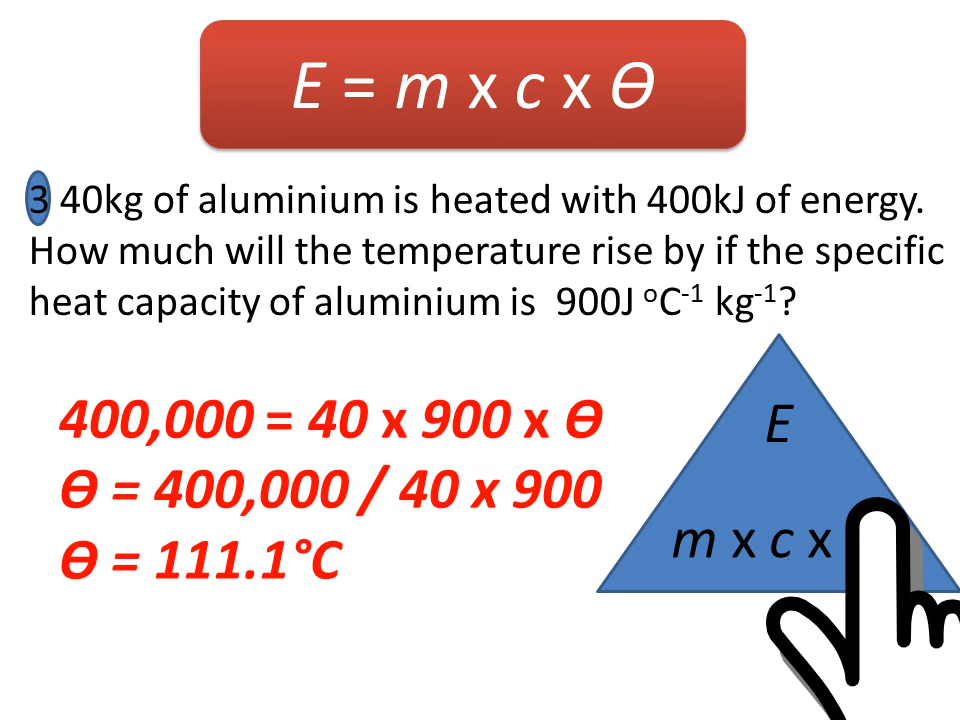 E = m x c x Ɵ
3 40kg of aluminium is heated with 400kJ of energy.
How much will the temperature rise by if the specific
heat capacity of aluminium is 900J ᵒC⁻¹ kg⁻¹?
400,000 = 40 x 900 x Ɵ
Ɵ = 400,000 / 40 x 900
Ɵ = 111.1°C
E
m x c x